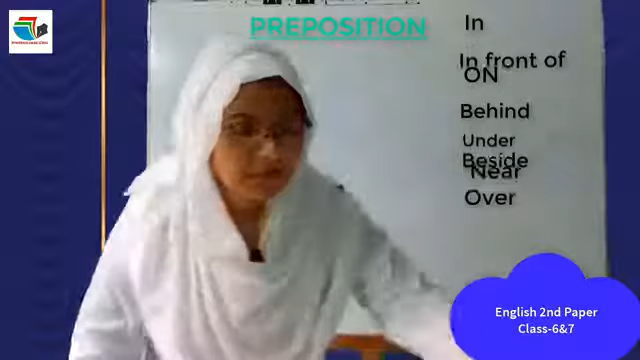 PREPOSITION
In
In front of
ON
Behind
Under
Beside
Near
Over
English 2nd Paper
Class-6&7